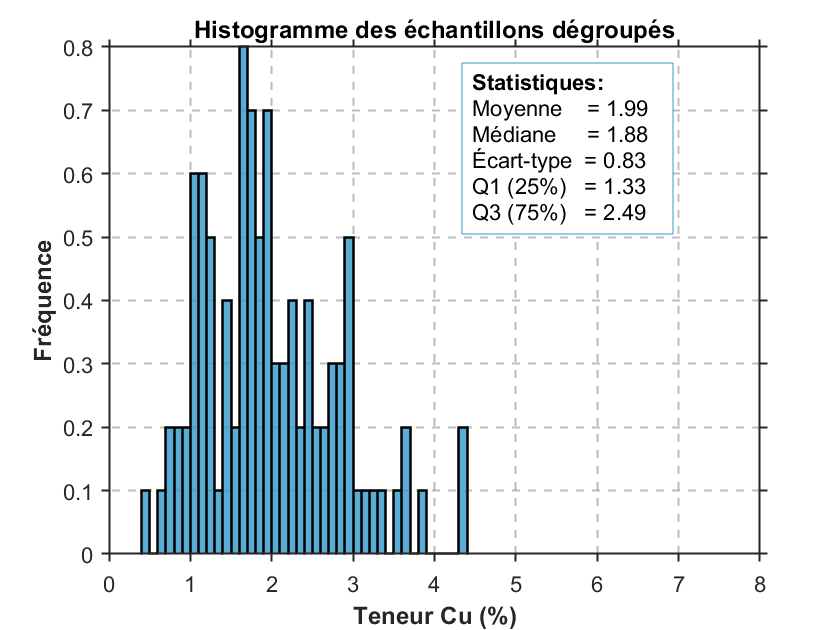 Histogramme des échantillons dégroupés
Statistiques:
Moyenne = 1.99
Médiane = 1.88
Écart-type = 0.83
Q1 (25%) = 1.33
Q3 (75%) = 2.49
Fréquence
0.8
0.7
0.6
0.5
0.4
0.3
0.2
0.1
0
0 1 2 3 4 5 6 7 8
Teneur Cu (%)